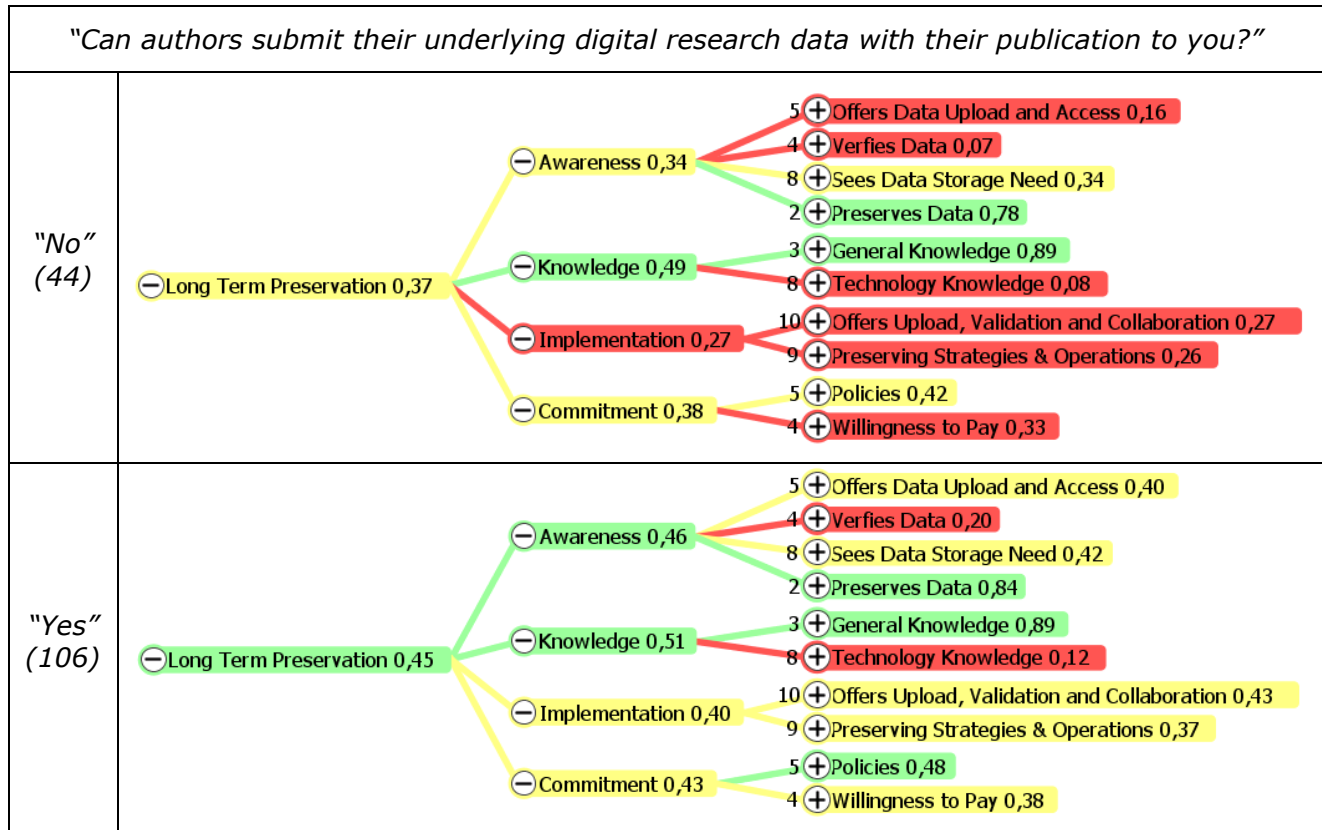 “Can authors submit their underlying digital research data with their publication to you?”
“No”
(44)
Long Term Preservation 0,37
Awareness 0,34
5 Offers Data Upload and Access 0,16
4 Verfies Data 0,07
8 Sees Data Storage Need 0,34
2 Preserves Data 0,78
Knowledge 0,49
3 General Knowledge 0,89
8 Technology Knowledge 0,08
Implementation 0,27
10 Offers Upload, Validation and Collaboration 0,27
9 Preserving Strategies & Operations 0,26
Commitment 0,38
5 Policies 0,42
4 Willingness to Pay 0,33
“Yes”
(106)
Long Term Preservation 0,45
Awareness 0,46
5 Offers Data Upload and Access 0,40
4 Verfies Data 0,20
8 Sees Data Storage Need 0,42
2 Preserves Data 0,84
Knowledge 0,51
3 General Knowledge 0,89
8 Technology Knowledge 0,12
Implementation 0,40
10 Offers Upload, Validation and Collaboration 0,43
9 Preserving Strategies & Operations 0,37
Commitment 0,43
5 Policies 0,48
4 Willingness to Pay 0,38